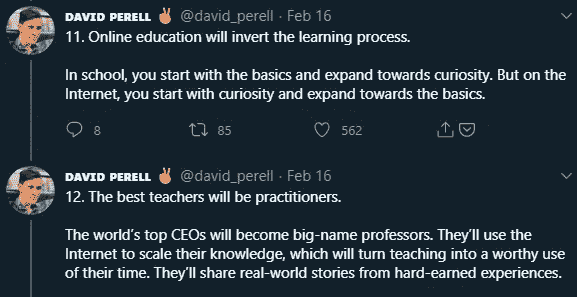 DAVID PERELL ✌ @david_perell · Feb 16
11. Online education will invert the learning process.
In school, you start with the basics and expand towards curiosity. But on the
Internet, you start with curiosity and expand towards the basics.
8 85 562
DAVID PERELL ✌ @david_perell · Feb 16
12. The best teachers will be practitioners.
The world's top CEOs will become big-name professors. They'll use the
Internet to scale their knowledge, which will turn teaching into a worthy use
of their time. They'll share real-world stories from hard-earned experiences.